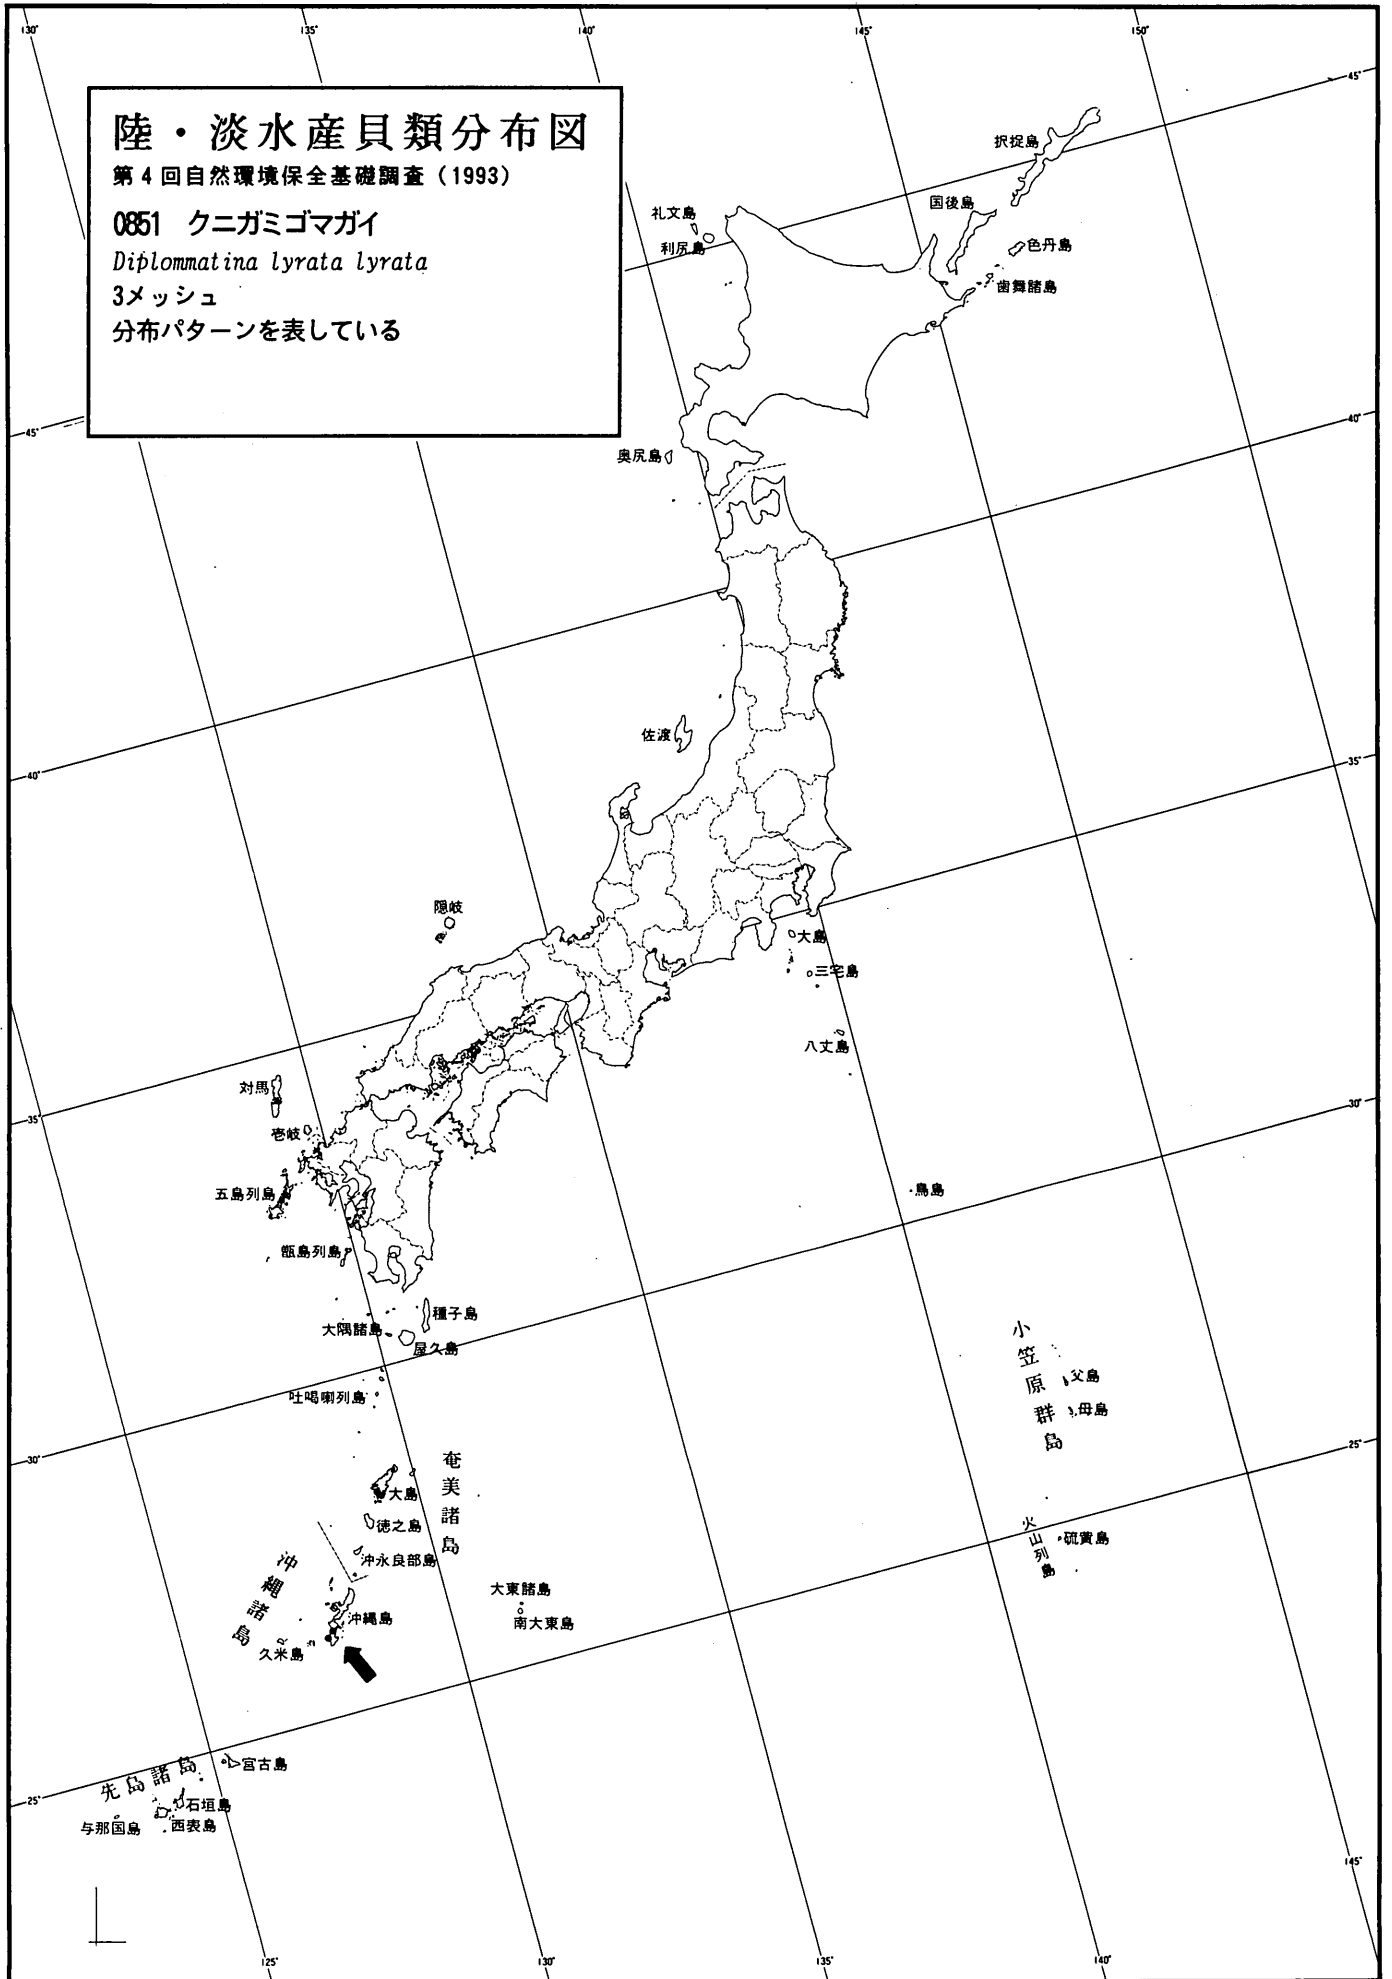 陸・淡水産貝類分布図
第4回自然環境保全基礎調査(1993)
0851 クニガミゴマガイ
Diplommatina lyrata lyrata
3メッシュ
分布パターンを表している
130°
135°
140°
145°
150°
45°
択捉島
国後島
色丹島
歯舞諸島
礼文島
利尻島
45°
40°
奥尻島
佐渡
40°
35°
隠岐
大島
三宅島
八丈島
対馬
35°
30°
壱岐
五島列島
鳥島
甑島列島
種子島
大隅諸島
屋久島
吐噶喇列島
小笠原群島
父島
母島
30°
25°
奄美諸島
大島
徳之島
沖永良部島
火山列島
硫黄島
沖縄諸島
大東諸島
南大東島
沖縄島
久米島
宮古島
先島諸島
石垣島
与那国島
西表島
25°
145°
125°
130°
135°
140°